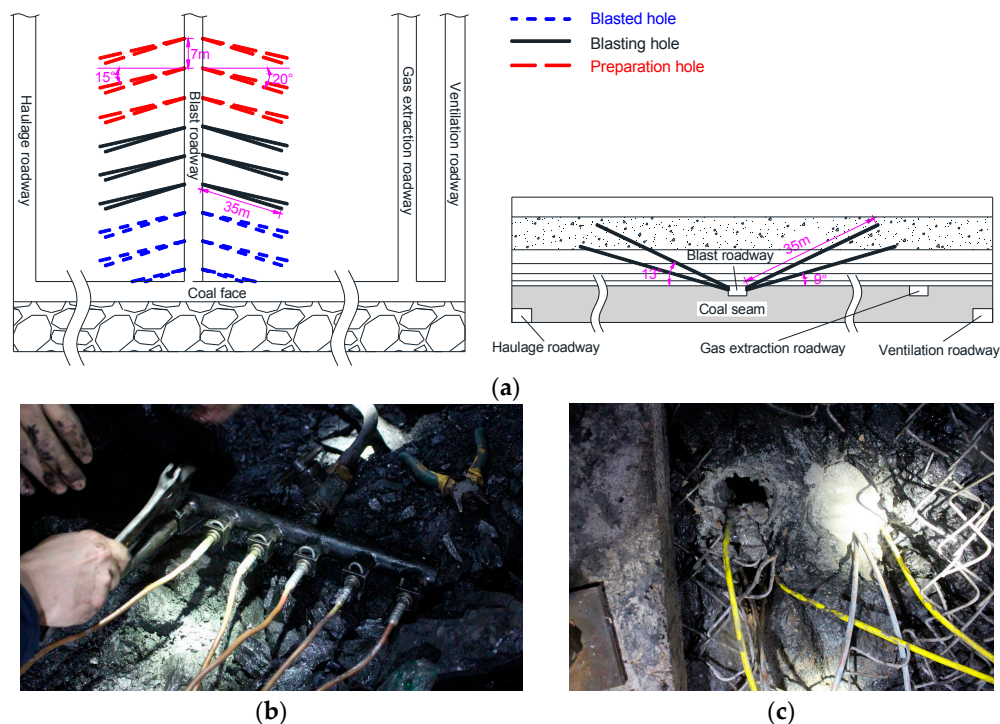 Blasted hole
Blasting hole
Preparation hole
7m
15°
20°
Haulage roadway
Blast roadway
Gas extraction roadway
Ventilation roadway
35m
Coal face
35m
Blast roadway
13°
9°
Coal seam
Haulage roadway
Gas extraction roadway
Ventilation roadway
(a)
(b)
(c)